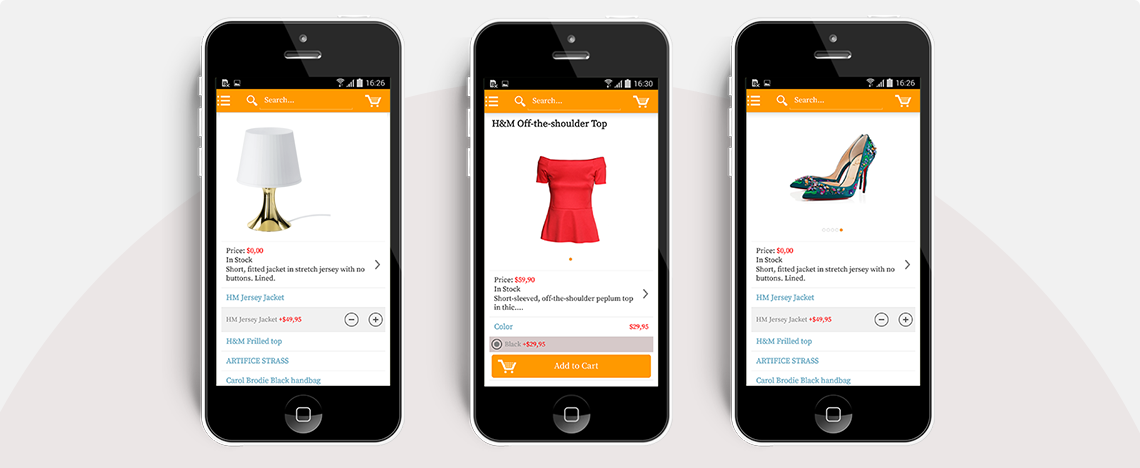 16:26
Search...
Price: $0,00
In Stock
Short, fitted jacket in stretch jersey with no
buttons. Lined.
HM Jersey Jacket
HM Jersey Jacket +$49,95
H&M Frilled top
ARTIFICE STRASS
Carol Brodie Black handbag
16:30
Search...
H&M Off-the-shoulder Top
Price: $59,90
In Stock
Short-sleeved, off-the-shoulder peplum top
in thic....
Color $29,95
Black +$29,95
Add to Cart
16:26
Search...
Price: $0,00
In Stock
Short, fitted jacket in stretch jersey with no
buttons. Lined.
HM Jersey Jacket
HM Jersey Jacket +$49,95
H&M Frilled top
ARTIFICE STRASS
Carol Brodie Black handbag